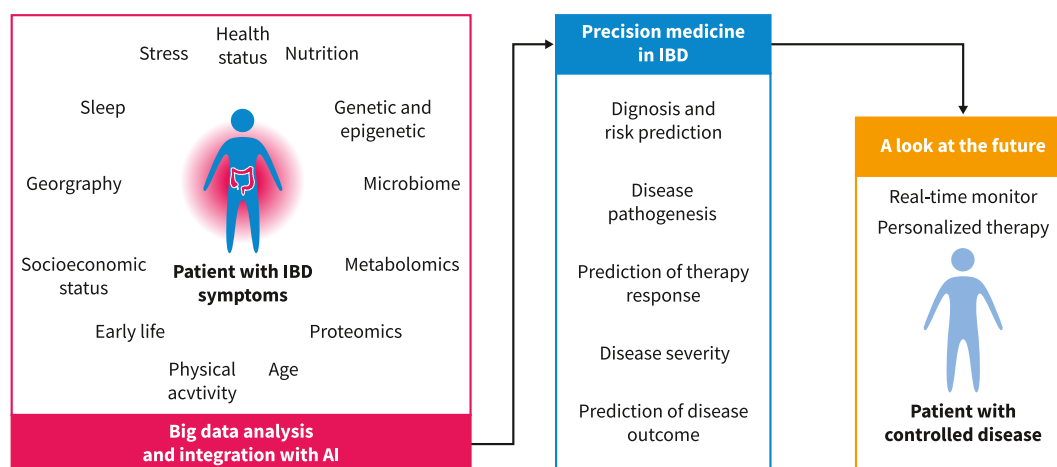 Health
status
Stress
Nutrition
Sleep
Genetic and
epigenetic
Georgraphy
Microbiome
Socioeconomic
status
Patient with IBD
symptoms
Metabolomics
Early life
Proteomics
Physical
acvtivity
Age
Big data analysis
and integration with AI
Precision medicine
in IBD
Dignosis and
risk prediction
Disease
pathogenesis
Prediction of therapy
response
Disease severity
Prediction of disease
outcome
A look at the future
Real-time monitor
Personalized therapy
Patient with
controlled disease